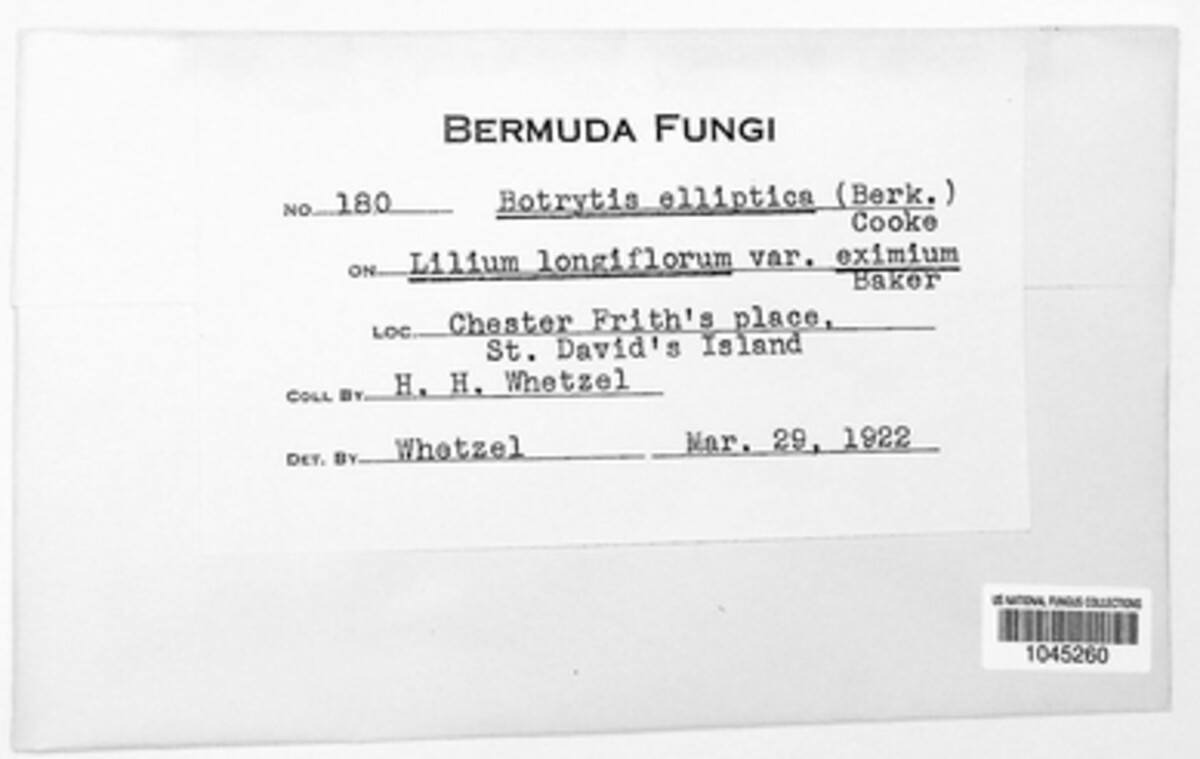 BERMUDA FUNGI
NO. 180 Botrytis elliptica (Berk.)
Cooke
ON Lilium longiflorum var. eximium
Baker
LOC. Chester Frith's place,
St. David's Island
COLL BY H. H. Whetzel
DET. BY Whetzel Mar. 29, 1922
US NATIONAL FUNGUS COLLECTIONS
1045260